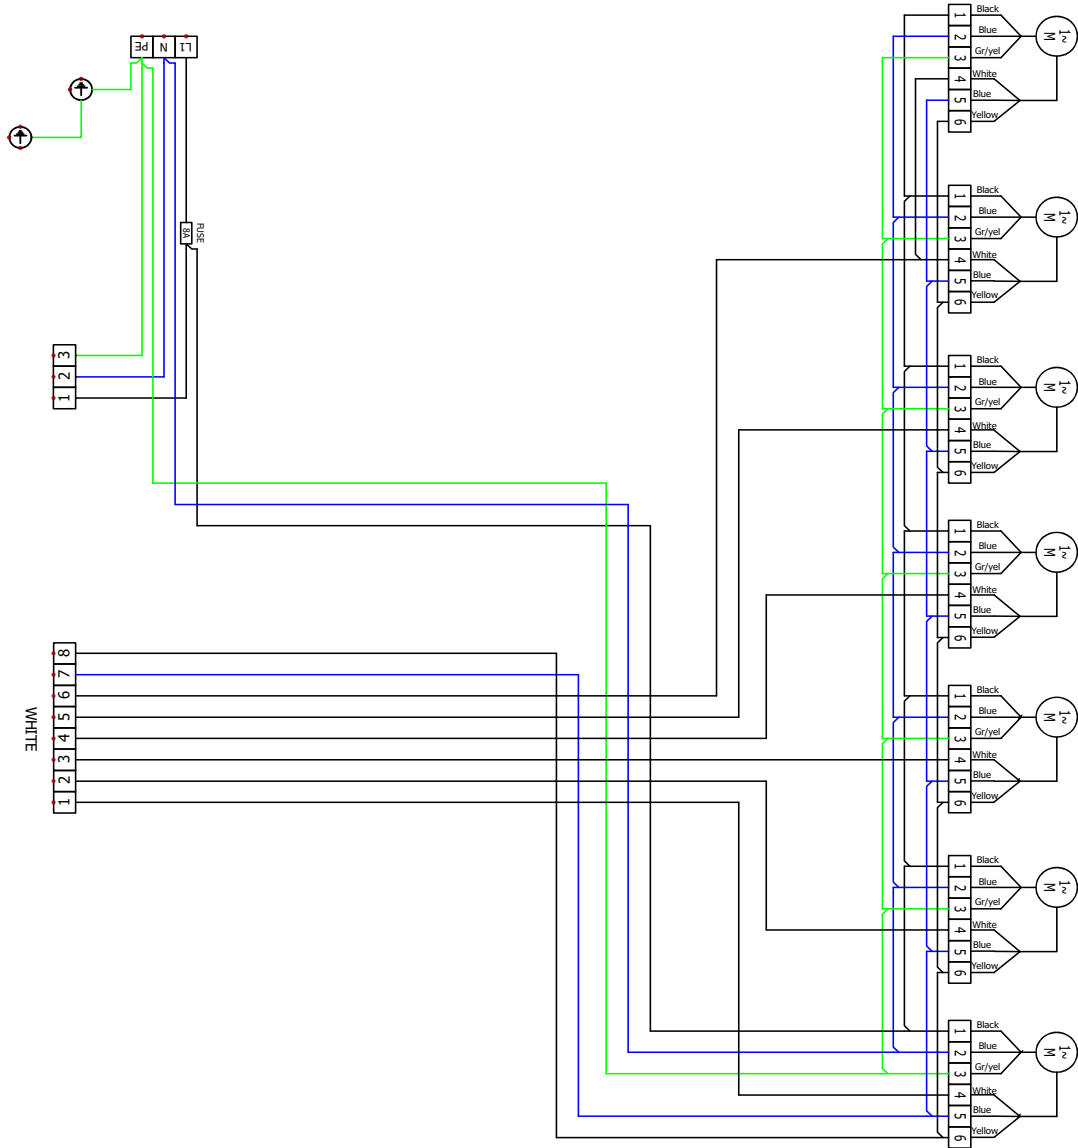 PE N L1
FUSE
8A
3
2
1
8
7
6
5
4
3
2
1
WHITE
1 Black
2 Blue
3 Gr/yel
4 White
5 Blue
6 Yellow
1~
M
1 Black
2 Blue
3 Gr/yel
4 White
5 Blue
6 Yellow
1~
M
1 Black
2 Blue
3 Gr/yel
4 White
5 Blue
6 Yellow
1~
M
1 Black
2 Blue
3 Gr/yel
4 White
5 Blue
6 Yellow
1~
M
1 Black
2 Blue
3 Gr/yel
4 White
5 Blue
6 Yellow
1~
M
1 Black
2 Blue
3 Gr/yel
4 White
5 Blue
6 Yellow
1~
M
1 Black
2 Blue
3 Gr/yel
4 White
5 Blue
6 Yellow
1~
M